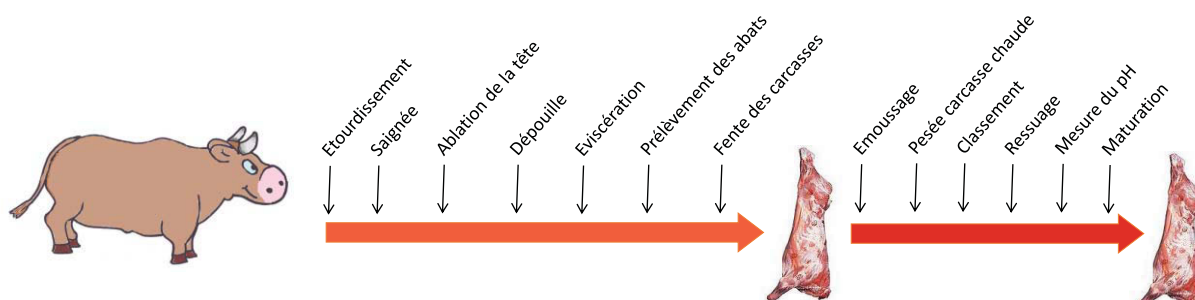 Etourdissement
Saignée
Ablation de la tête
Dépouille
Eviscération
Prélèvement des abats
Fente des carcasses
Emoussage
Pesée carcasse chaude
Classement
Ressuage
Mesure du pH
Maturation